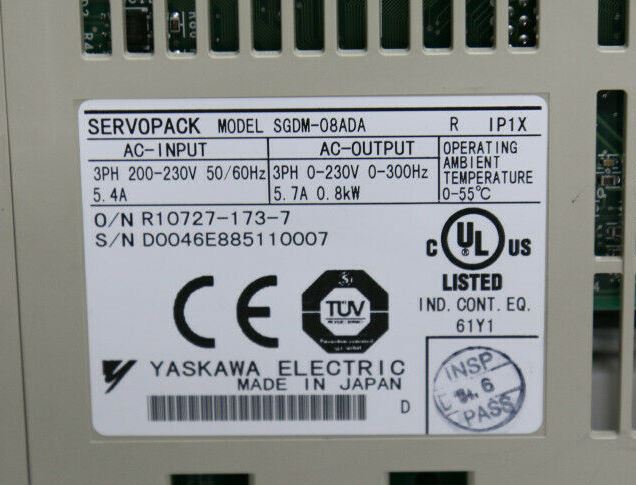 SERVOPACK MODEL SGDM-08ADA R IP1X
AC-INPUT AC-OUTPUT OPERATING AMBIENT TEMPERATURE 0-55℃
3PH 200-230V 50/60Hz 3PH 0-230V 0-300Hz
5.4A 5.7A 0.8kW
O/N R10727-173-7
S/N D0046E885110007
C UL US
LISTED
IND. CONT. EQ.
61Y1
CE TÜV
YASKAWA ELECTRIC
MADE IN JAPAN
D
INSP
6
PASS